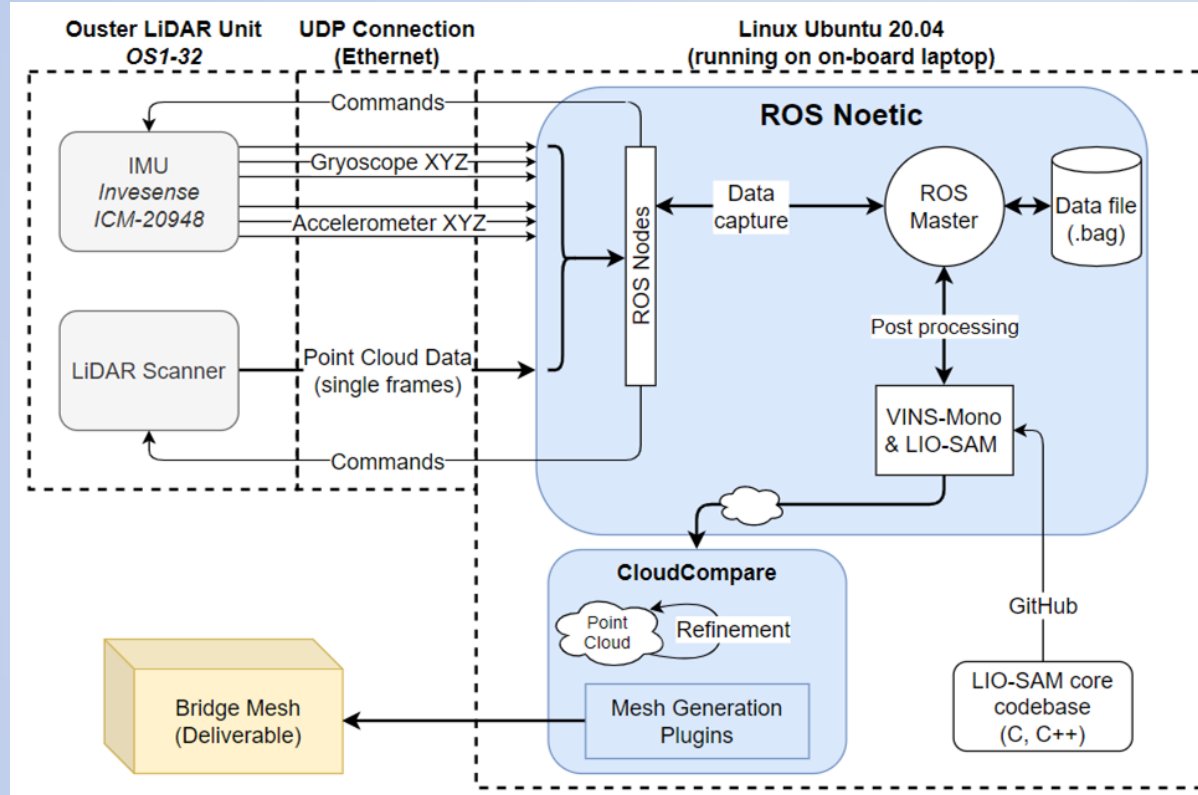 Ouster LiDAR Unit
OS1-32
UDP Connection
(Ethernet)
Linux Ubuntu 20.04
(running on on-board laptop)
Commands
ROS Noetic
IMU
Invesense
ICM-20948
Gryoscope XYZ
Accelerometer XYZ
ROS Nodes
Data
capture
ROS
Master
Data file
(.bag)
Post processing
LiDAR Scanner
Point Cloud Data
(single frames)
VINS-Mono
& LIO-SAM
Commands
CloudCompare
Point
Cloud
Refinement
GitHub
Mesh Generation
Plugins
LIO-SAM core
codebase
(C, C++)
Bridge Mesh
(Deliverable)